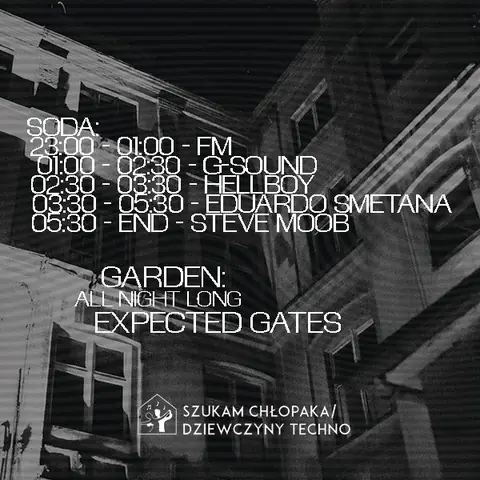 SODA:
23:00 - 01:00 - FM
01:00 - 02:30 - G-SOUND
02:30 - 03:30 - HELLBOY
03:30 - 05:30 - EDUARDO SMETANA
05:30 - END - STEVE MOOB
GARDEN:
ALL NIGHT LONG
EXPECTED GATES
SZUKAM CHŁOPAKA/
DZIEWCZYNY TECHNO